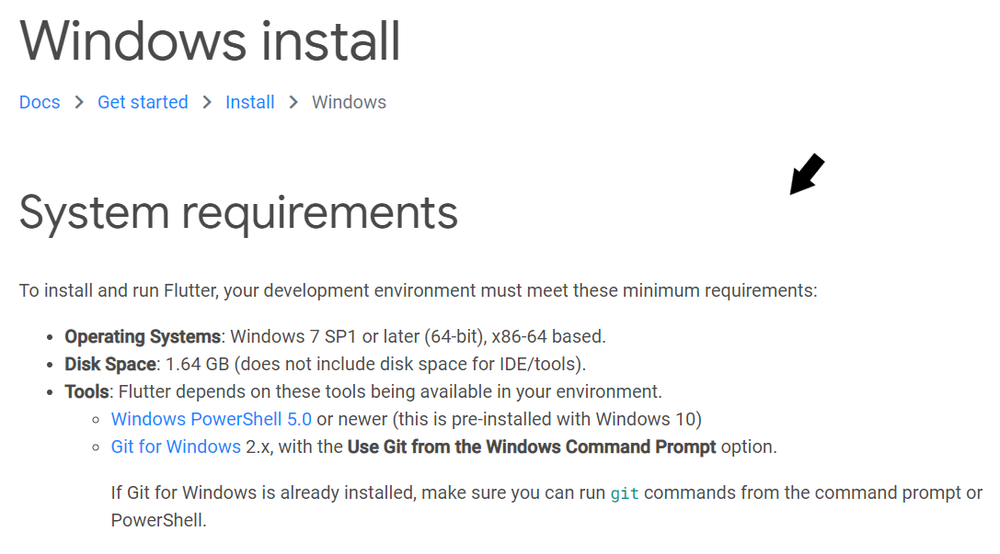 Windows install
Docs > Get started > Install > Windows
System requirements
To install and run Flutter, your development environment must meet these minimum requirements:
• Operating Systems: Windows 7 SP1 or later (64-bit), x86-64 based.
• Disk Space: 1.64 GB (does not include disk space for IDE/tools).
• Tools: Flutter depends on these tools being available in your environment.
◦ Windows PowerShell 5.0 or newer (this is pre-installed with Windows 10)
◦ Git for Windows 2.x, with the Use Git from the Windows Command Prompt option.
If Git for Windows is already installed, make sure you can run git commands from the command prompt or
PowerShell.